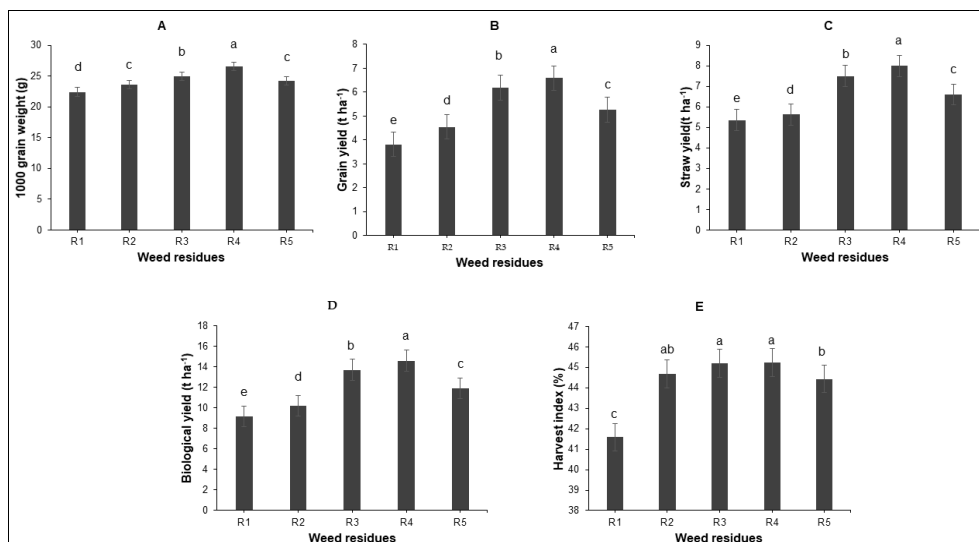 A
1000 grain weight (g)
30
25
20
15
10
5
0
d
c
b
a
c
R1 R2 R3 R4 R5
Weed residues
B
Grain yield (t ha-1)
8
7
6
5
4
3
2
1
0
e
d
b
a
c
R1 R2 R3 R4 R5
Weed residues
C
Straw yield(t ha-1)
9
8
7
6
5
4
3
2
1
0
e
d
b
a
c
R1 R2 R3 R4 R5
Weed residues
D
Biological yield (t ha-1)
18
16
14
12
10
8
6
4
2
0
e
d
b
a
c
R1 R2 R3 R4 R5
Weed residues
E
Harvest index (%)
46
45
44
43
42
41
40
39
38
c
ab
a
a
b
R1 R2 R3 R4 R5
Weed residues